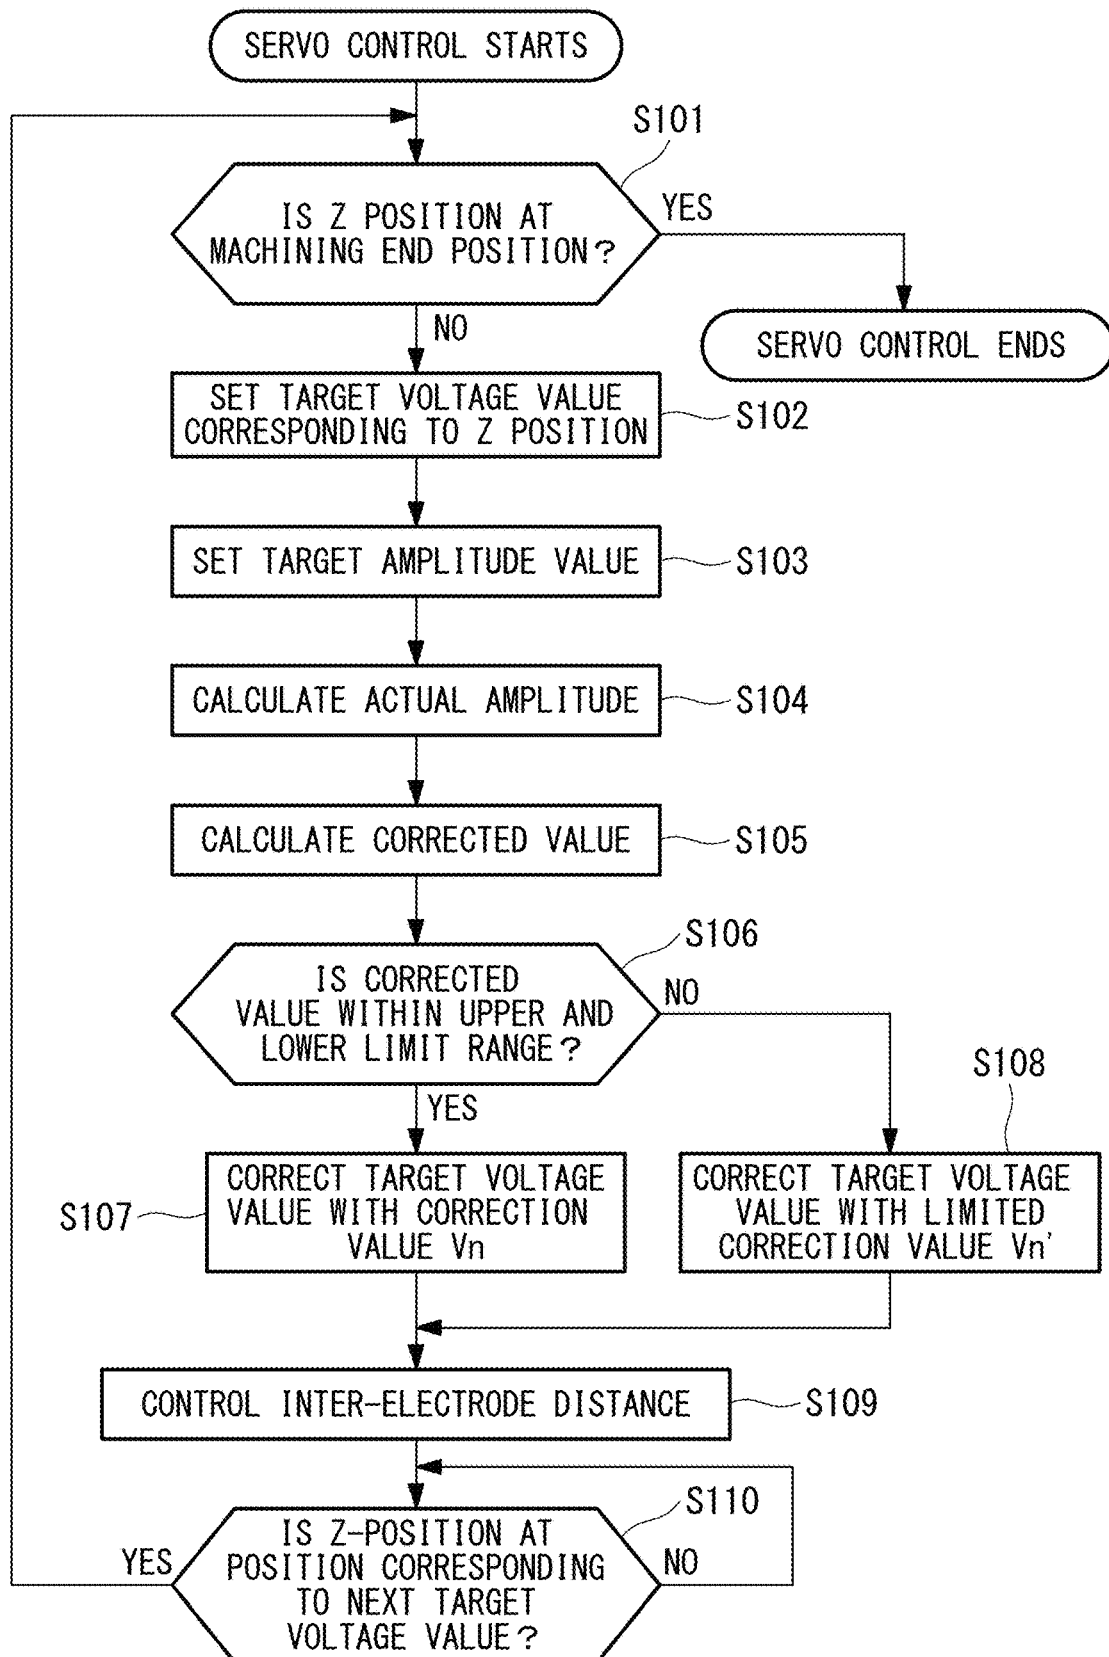 SERVO CONTROL STARTS
S101
IS Z POSITION AT
MACHINING END POSITION?
YES
NO
SERVO CONTROL ENDS
SET TARGET VOLTAGE VALUE
CORRESPONDING TO Z POSITION
S102
SET TARGET AMPLITUDE VALUE
S103
CALCULATE ACTUAL AMPLITUDE
S104
CALCULATE CORRECTED VALUE
S105
S106
IS CORRECTED
VALUE WITHIN UPPER AND
LOWER LIMIT RANGE?
NO
YES
S108
S107
CORRECT TARGET VOLTAGE
VALUE WITH CORRECTION
VALUE Vn
CORRECT TARGET VOLTAGE
VALUE WITH LIMITED
CORRECTION VALUE Vn'
CONTROL INTER-ELECTRODE DISTANCE
S109
S110
IS Z-POSITION AT
POSITION CORRESPONDING
TO NEXT TARGET
VOLTAGE VALUE?
YES
NO